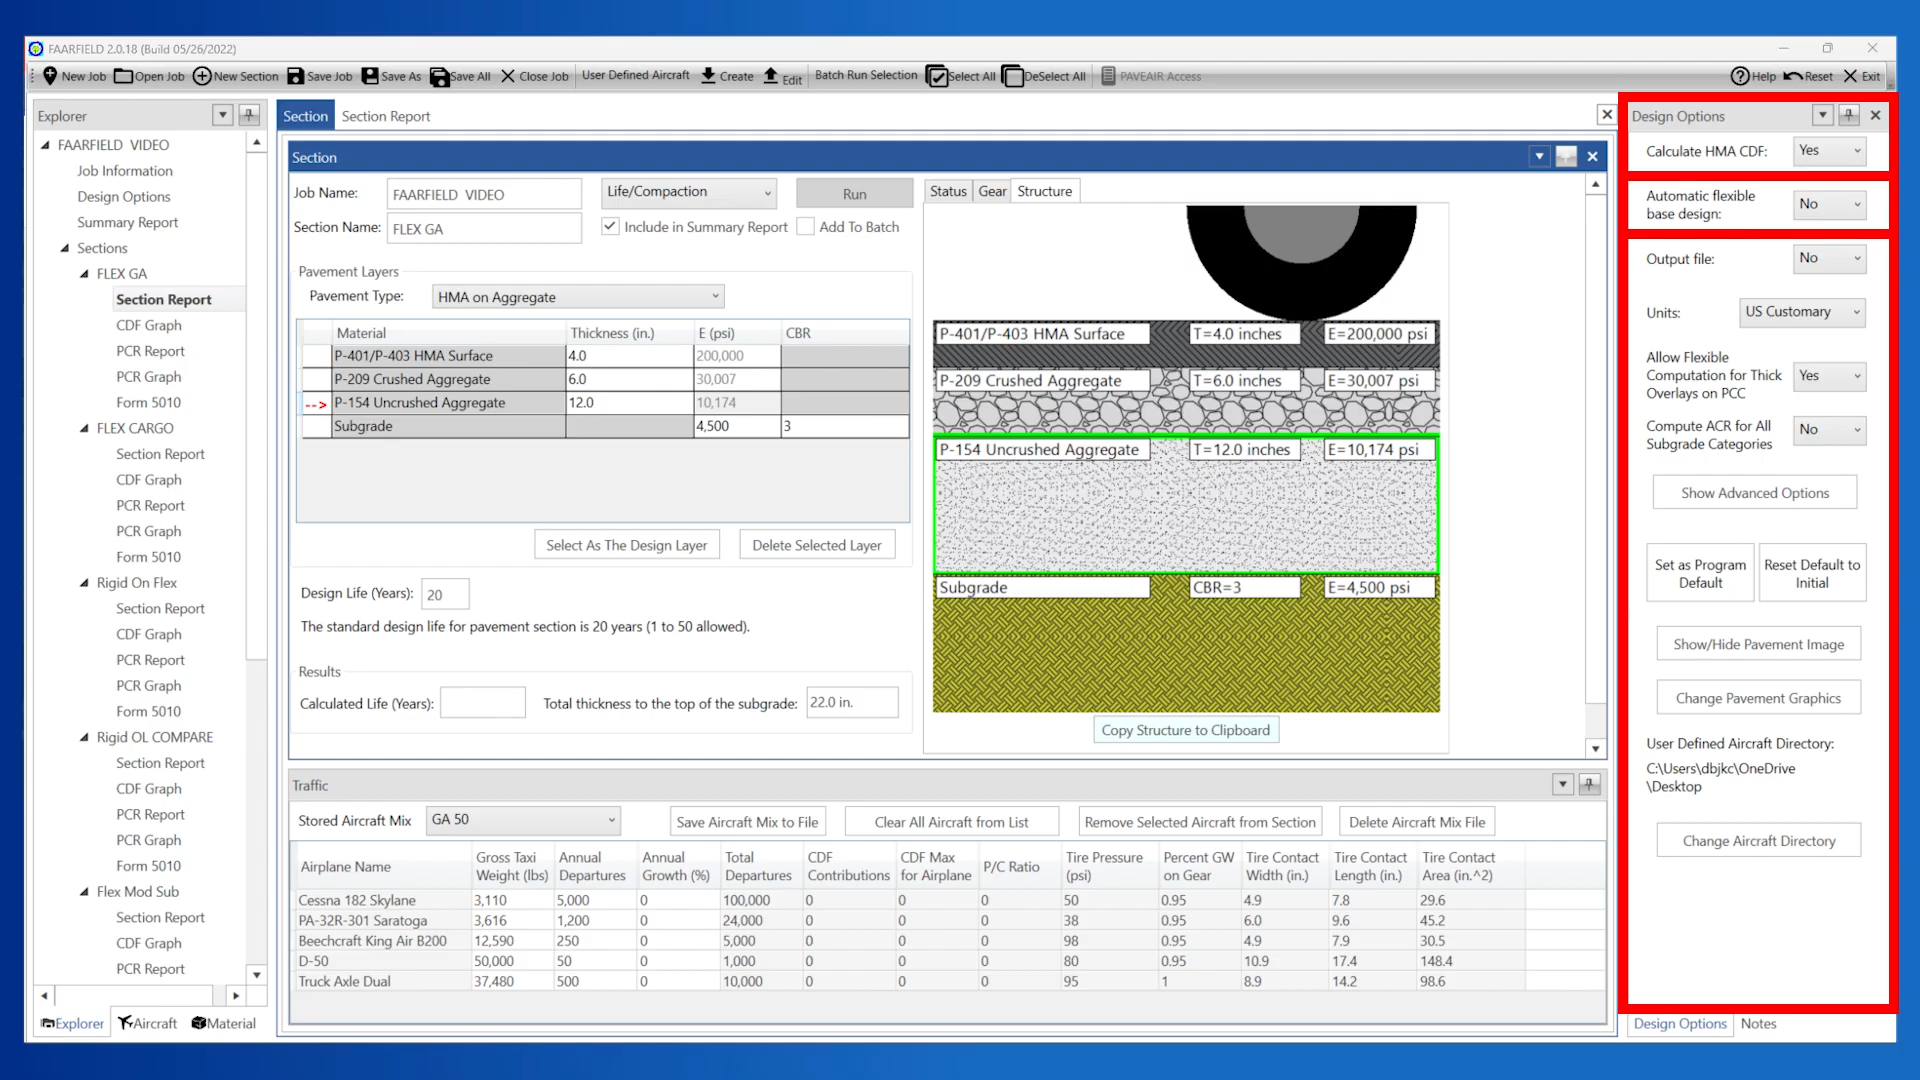 FAARFIELD 2.0.18 (Build 05/26/2022)
New Job Open Job New Section Save Job Save As Save All Close Job User Defined Aircraft Create Edit Batch Run Selection Select All DeSelect All PAVEAIR Access Help Reset Exit
Explorer
FAARFIELD VIDEO
Job Information
Design Options
Summary Report
Sections
FLEX GA
Section Report
CDF Graph
PCR Report
PCR Graph
Form 5010
FLEX CARGO
Section Report
CDF Graph
PCR Report
PCR Graph
Form 5010
Rigid On Flex
Section Report
CDF Graph
PCR Report
PCR Graph
Form 5010
Rigid OL COMPARE
Section Report
CDF Graph
PCR Report
PCR Graph
Form 5010
Flex Mod Sub
Section Report
CDF Graph
PCR Report
Explorer Aircraft Material
Section Section Report
Section
Job Name: FAARFIELD VIDEO Life/Compaction Run
Section Name: FLEX GA Include in Summary Report Add To Batch
Pavement Layers
Pavement Type: HMA on Aggregate
Material Thickness (in.) E (psi) CBR
P-401/P-403 HMA Surface 4.0 200,000
P-209 Crushed Aggregate 6.0 30,007
--> P-154 Uncrushed Aggregate 12.0 10,174
Subgrade 4,500 3
Select As The Design Layer Delete Selected Layer
Design Life (Years): 20
The standard design life for pavement section is 20 years (1 to 50 allowed).
Results
Calculated Life (Years): Total thickness to the top of the subgrade: 22.0 in.
Status Gear Structure
P-401/P-403 HMA Surface T=4.0 inches E=200,000 psi
P-209 Crushed Aggregate T=6.0 inches E=30,007 psi
P-154 Uncrushed Aggregate T=12.0 inches E=10,174 psi
Subgrade CBR=3 E=4,500 psi
Copy Structure to Clipboard
Traffic
Stored Aircraft Mix GA 50 Save Aircraft Mix to File Clear All Aircraft from List Remove Selected Aircraft from Section Delete Aircraft Mix File
Airplane Name Gross Taxi Weight (lbs) Annual Departures Annual Growth (%) Total Departures CDF Contributions CDF Max for Airplane P/C Ratio Tire Pressure (psi) Percent GW on Gear Tire Contact Width (in.) Tire Contact Length (in.) Tire Contact Area (in.^2)
Cessna 182 Skylane 3,110 5,000 0 100,000 0 0 0 50 0.95 4.9 7.8 29.6
PA-32R-301 Saratoga 3,616 1,200 0 24,000 0 0 0 38 0.95 6.0 9.6 45.2
Beechcraft King Air B200 12,590 250 0 5,000 0 0 0 98 0.95 4.9 7.9 30.5
D-50 50,000 50 0 1,000 0 0 0 80 0.95 10.9 17.4 148.4
Truck Axle Dual 37,480 500 0 10,000 0 0 0 95 1 8.9 14.2 98.6
Design Options
Calculate HMA CDF: Yes
Automatic flexible
base design: No
Output file: No
Units: US Customary
Allow Flexible
Computation for Thick Yes
Overlays on PCC
Compute ACR for All No
Subgrade Categories
Show Advanced Options
Set as Program Default Reset Default to Initial
Show/Hide Pavement Image
Change Pavement Graphics
User Defined Aircraft Directory:
C:\Users\dbjkc\OneDrive
\Desktop
Change Aircraft Directory
Design Options Notes